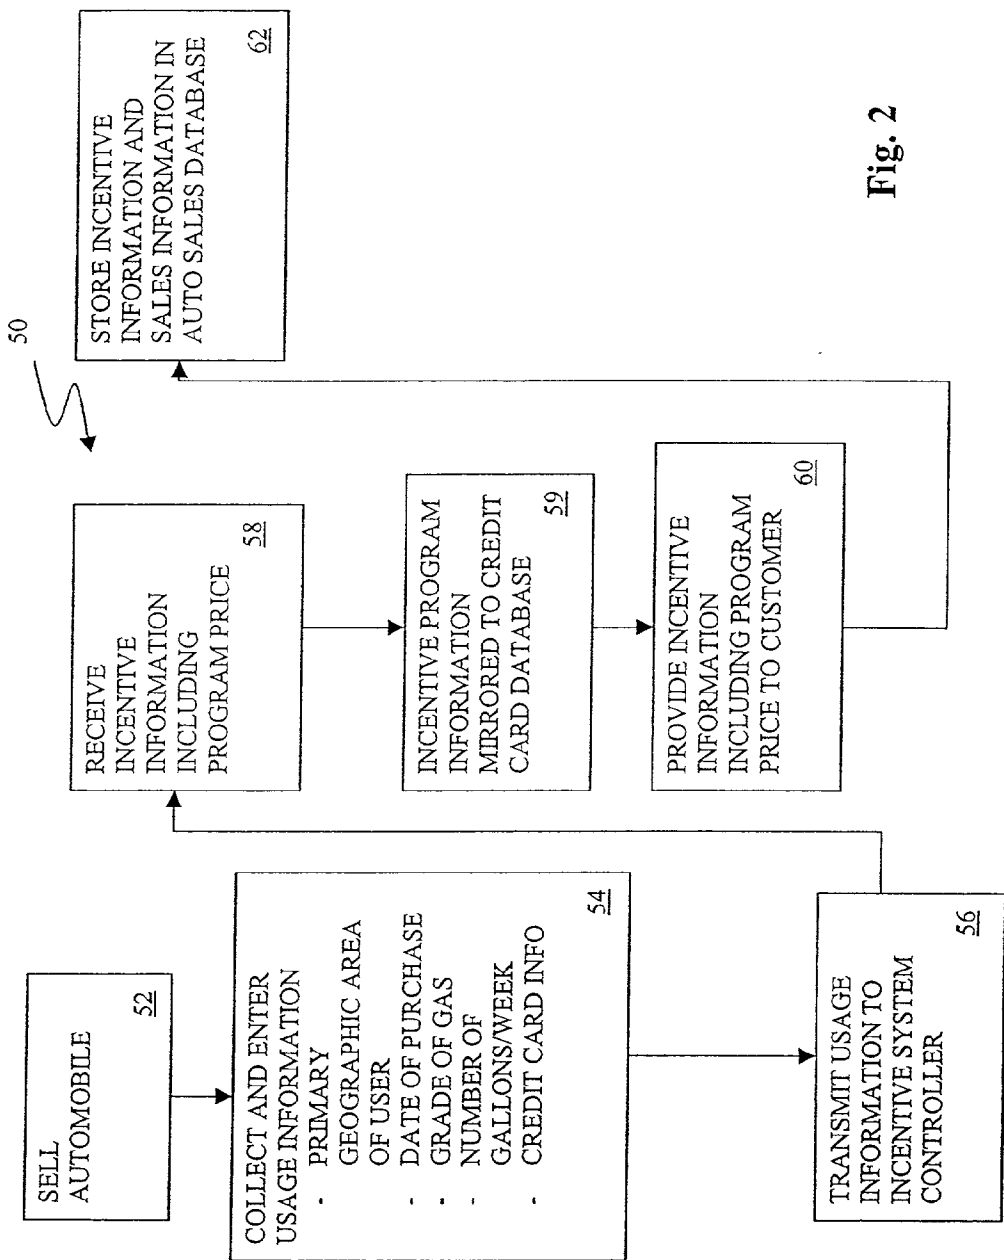 50
SELL
AUTOMOBILE
52
COLLECT AND ENTER
USAGE INFORMATION
- PRIMARY
GEOGRAPHIC AREA
OF USER
- DATE OF PURCHASE
- GRADE OF GAS
- NUMBER OF
GALLONS/WEEK
- CREDIT CARD INFO
54
TRANSMIT USAGE
INFORMATION TO
INCENTIVE SYSTEM
CONTROLLER
56
RECEIVE
INCENTIVE
INFORMATION
INCLUDING
PROGRAM PRICE
58
INCENTIVE PROGRAM
INFORMATION
MIRRORED TO CREDIT
CARD DATABASE
59
PROVIDE INCENTIVE
INFORMATION
INCLUDING PROGRAM
PRICE TO CUSTOMER
60
STORE INCENTIVE
INFORMATION AND
SALES INFORMATION IN
AUTO SALES DATABASE
62
Fig. 2